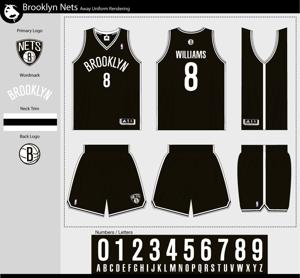 Brooklyn Nets Away Uniform Rendering
Primary Logo
NETS
Wordmark
BROOKLYN
Neck Trim
Back Logo
B
BROOKLYN
8
WILLIAMS
8
Numbers / Letters
0123456789
ABCDEFGHIJKLMNOPQRSTUVWXYZ